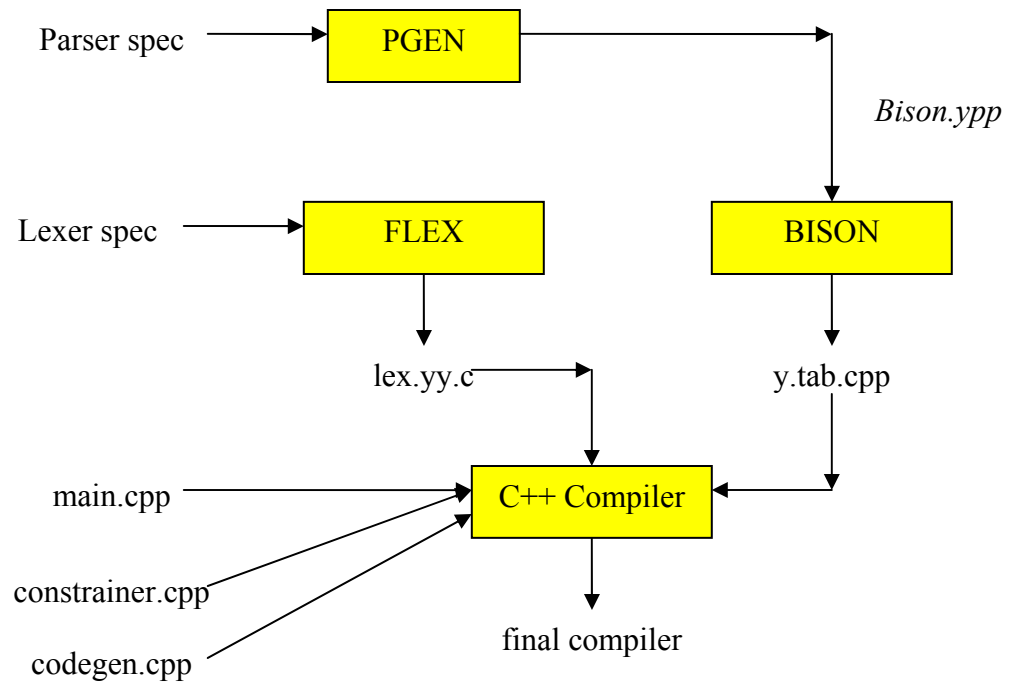 Parser spec
PGEN
Bison.ypp
Lexer spec
FLEX
BISON
lex.yy.c
y.tab.cpp
main.cpp
C++ Compiler
constrainer.cpp
final compiler
codegen.cpp